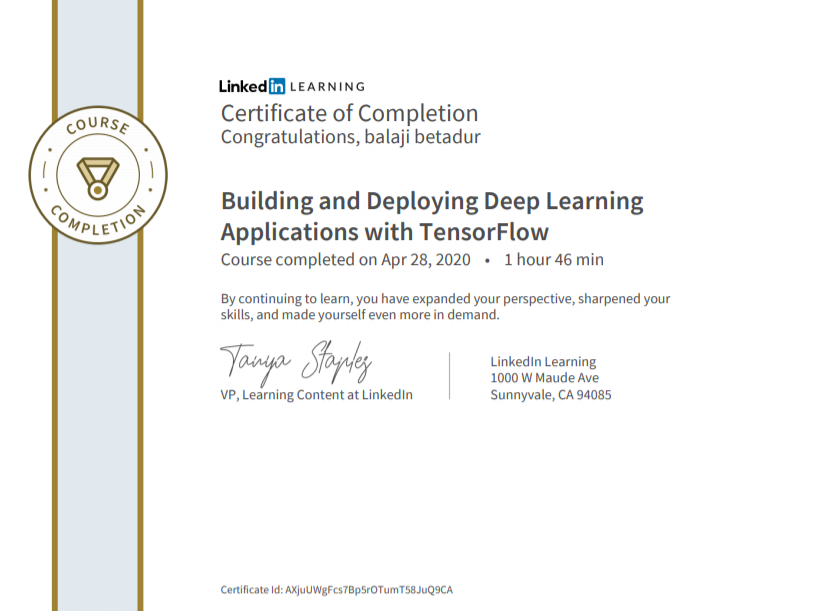 COURSE
COMPLETION
LinkedIn LEARNING
Certificate of Completion
Congratulations, balaji betadur
Building and Deploying Deep Learning
Applications with TensorFlow
Course completed on Apr 28, 2020 • 1 hour 46 min
By continuing to learn, you have expanded your perspective, sharpened your
skills, and made yourself even more in demand.
Tanya Staples
VP, Learning Content at LinkedIn
LinkedIn Learning
1000 W Maude Ave
Sunnyvale, CA 94085
Certificate Id: AXjuUWgFcs7Bp5rOTumT58JuQ9CA